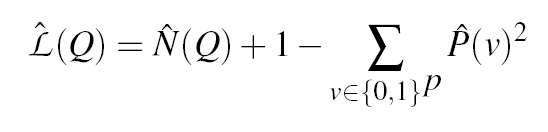 ℒ̂(Q) = N̂(Q) + 1 − ∑_{v∈{0,1}^p} P̂(v)²